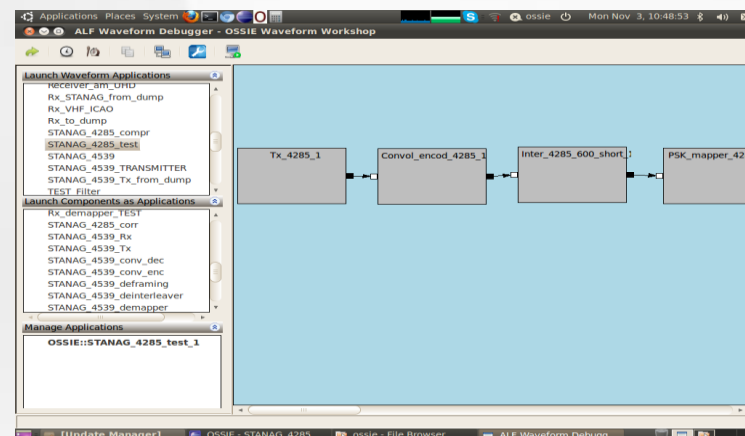 Applications Places System ossie Mon Nov 3, 10:48:53
ALF Waveform Debugger - OSSIE Waveform Workshop
Launch Waveform Applications
Receiver_am_UHD
Rx_STANAG_from_dump
Rx_VHF_ICAO
Rx_to_dump
STANAG_4285_compr
STANAG_4285_test
STANAG_4539
STANAG_4539_TRANSMITTER
STANAG_4539_Tx_from_dump
TEST_Filter
Launch Components as Applications
Rx_demapper_TEST
STANAG_4285_corr
STANAG_4539_Rx
STANAG_4539_Tx
STANAG_4539_conv_dec
STANAG_4539_conv_enc
STANAG_4539_deframing
STANAG_4539_deinterleaver
STANAG_4539_demapper
Manage Applications
OSSIE::STANAG_4285_test_1
Tx_4285_1
Convol_encod_4285_1
Inter_4285_600_short_1
PSK_mapper_42
[Update Manager] OSSIE - STANAG_4285 ossie - File Browser ALF Waveform Debugg